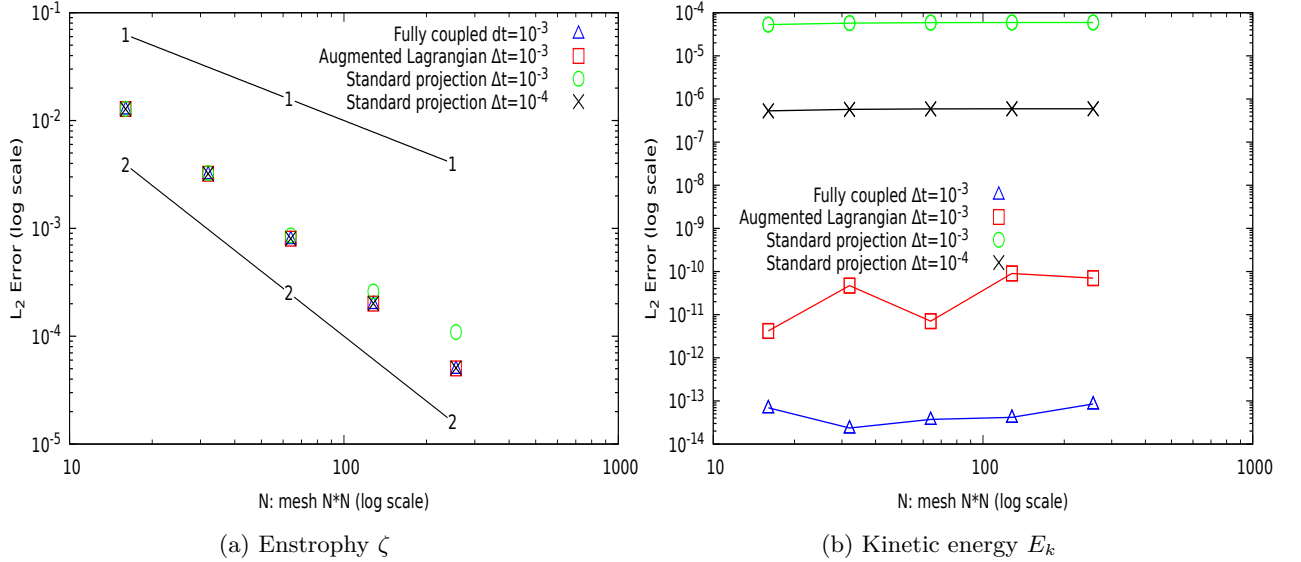 10⁻¹
10⁻²
10⁻³
10⁻⁴
10⁻⁵
10
100
1000
L₂ Error (log scale)
N: mesh N*N (log scale)
Fully coupled dt=10⁻³
Augmented Lagrangian Δt=10⁻³
Standard projection Δt=10⁻³
Standard projection Δt=10⁻⁴
1
1
1
2
2
2
(a) Enstrophy ζ
10⁻⁴
10⁻⁵
10⁻⁶
10⁻⁷
10⁻⁸
10⁻⁹
10⁻¹⁰
10⁻¹¹
10⁻¹²
10⁻¹³
10⁻¹⁴
10
100
1000
L₂ Error (log scale)
N: mesh N*N (log scale)
Fully coupled Δt=10⁻³
Augmented Lagrangian Δt=10⁻³
Standard projection Δt=10⁻³
Standard projection Δt=10⁻⁴
(b) Kinetic energy Eₖ